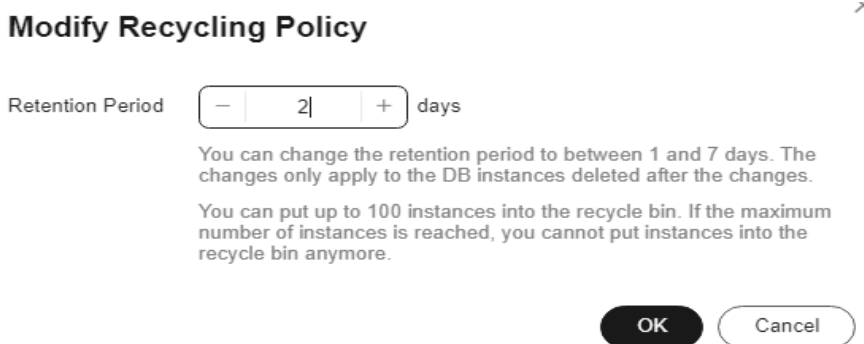 Modify Recycling Policy
Retention Period − 2 + days
You can change the retention period to between 1 and 7 days. The
changes only apply to the DB instances deleted after the changes.
You can put up to 100 instances into the recycle bin. If the maximum
number of instances is reached, you cannot put instances into the
recycle bin anymore.
OK Cancel